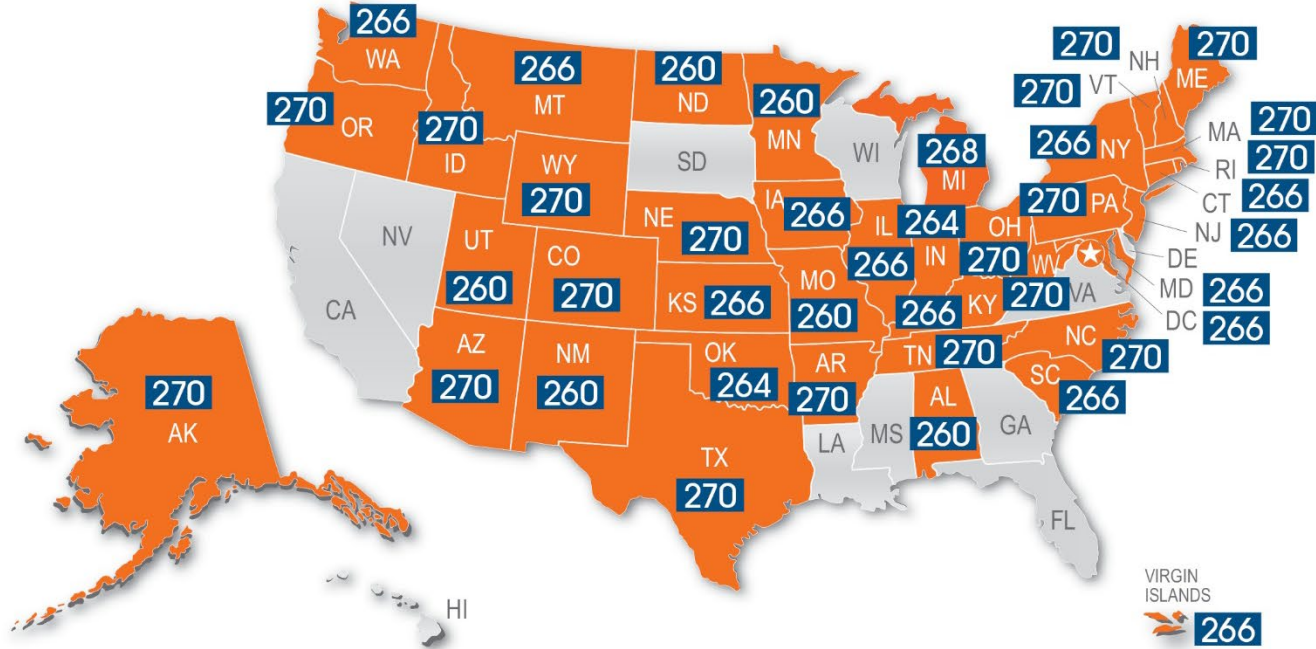 266
WA
270
OR
270
ID
266
MT
260
ND
260
MN
SD
WY
270
WI
268
MI
IA
266
NE
270
NV
CA
UT
260
CO
270
KS 266
MO
260
IL
266
264
IN
266
OH
270
WV
270
KY
VA
PA
270
266
NY
270
NH
270
VT
270
ME
MA 270
RI 270
CT 266
NJ 266
DE
MD 266
DC 266
AZ
270
NM
260
OK
264
AR
270
TN 270
NC
270
SC
266
TX
270
LA
MS
AL
260
GA
FL
270
AK
HI
VIRGIN
ISLANDS
266